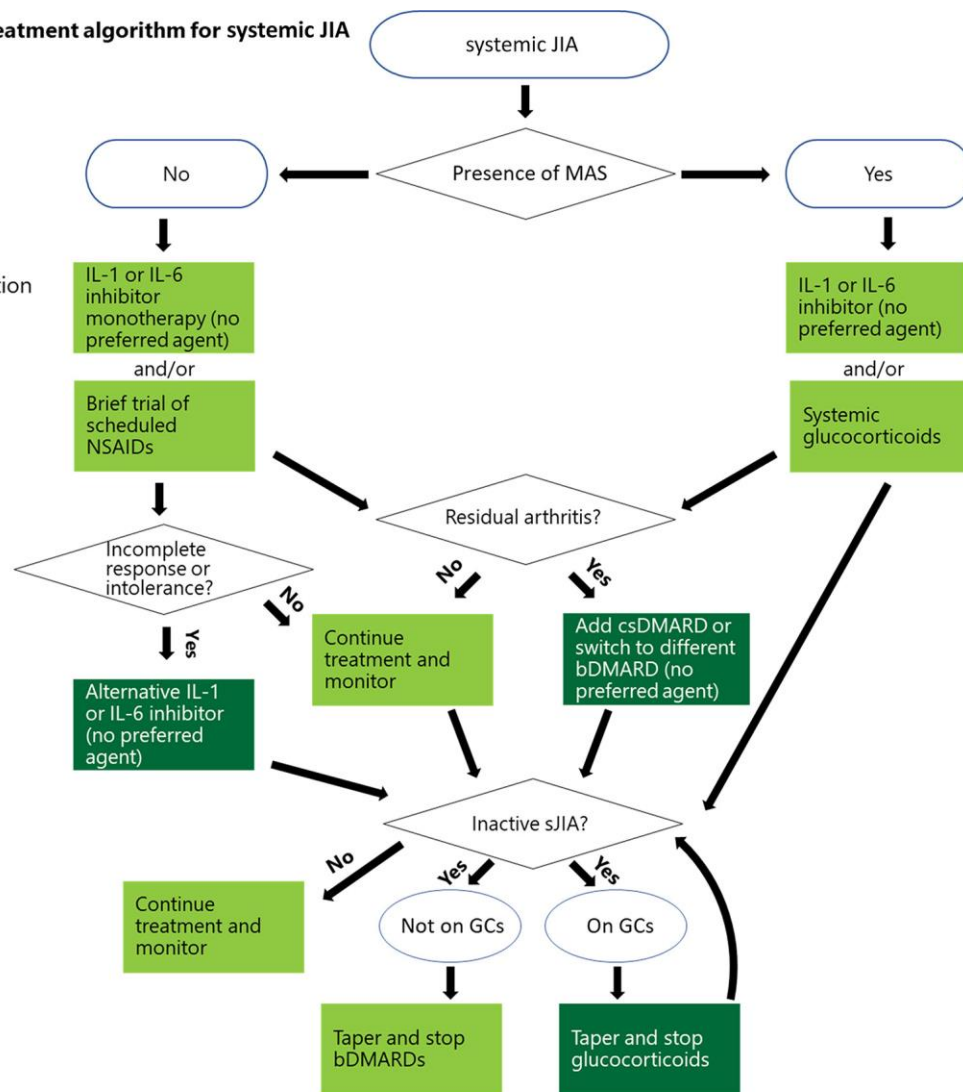 eatment algorithm for systemic JIA
systemic JIA
No
Presence of MAS
Yes
tion
IL-1 or IL-6
inhibitor
monotherapy (no
preferred agent)
and/or
Brief trial of
scheduled
NSAIDs
IL-1 or IL-6
inhibitor (no
preferred agent)
and/or
Systemic
glucocorticoids
Residual arthritis?
No
Yes
Incomplete
response or
intolerance?
No
Yes
Continue
treatment and
monitor
Add csDMARD or
switch to different
bDMARD (no
preferred agent)
Alternative IL-1
or IL-6 inhibitor
(no preferred
agent)
Inactive sJIA?
No
Yes
Yes
Continue
treatment and
monitor
Not on GCs
On GCs
Taper and stop
bDMARDs
Taper and stop
glucocorticoids